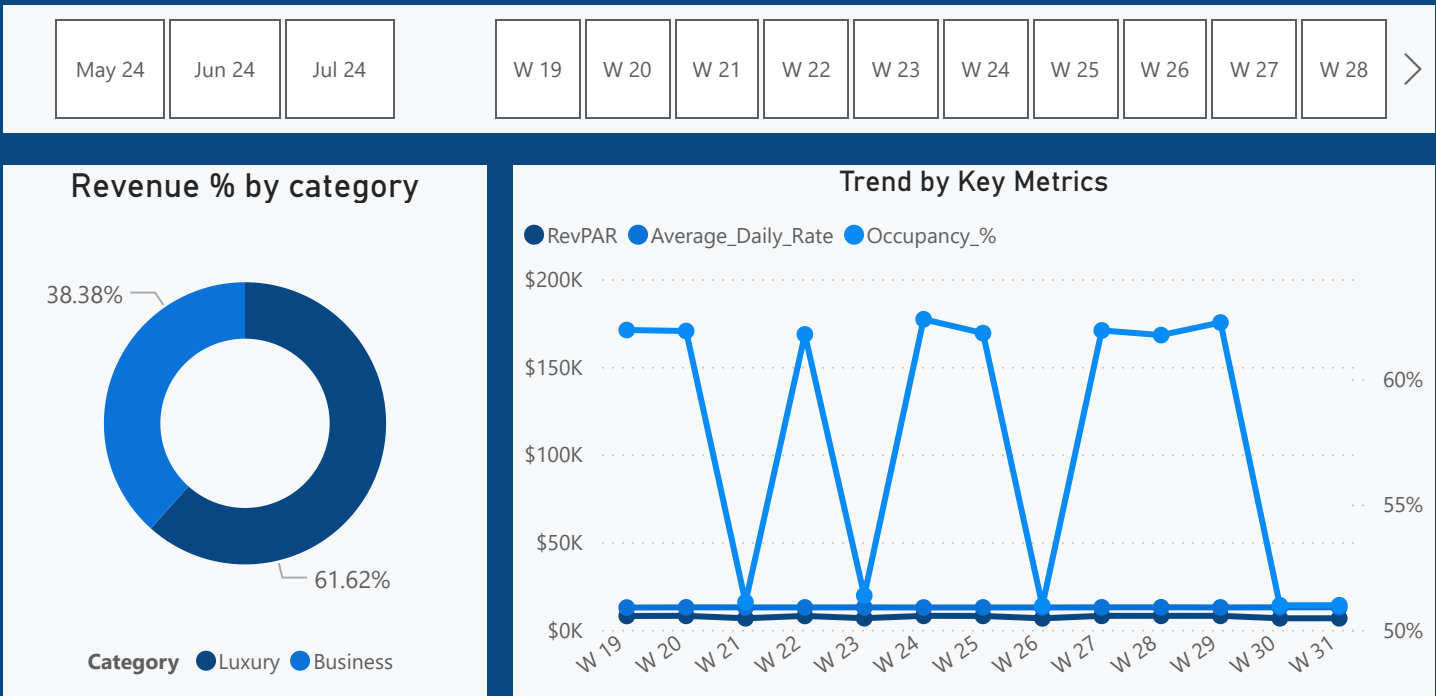 May 24 Jun 24 Jul 24 W 19 W 20 W 21 W 22 W 23 W 24 W 25 W 26 W 27 W 28
Revenue % by category
38.38%
61.62%
Category Luxury Business
Trend by Key Metrics
RevPAR Average_Daily_Rate Occupancy_%
$200K
$150K
$100K
$50K
$0K
60%
55%
50%
W 19 W 20 W 21 W 22 W 23 W 24 W 25 W 26 W 27 W 28 W 29 W 30 W 31